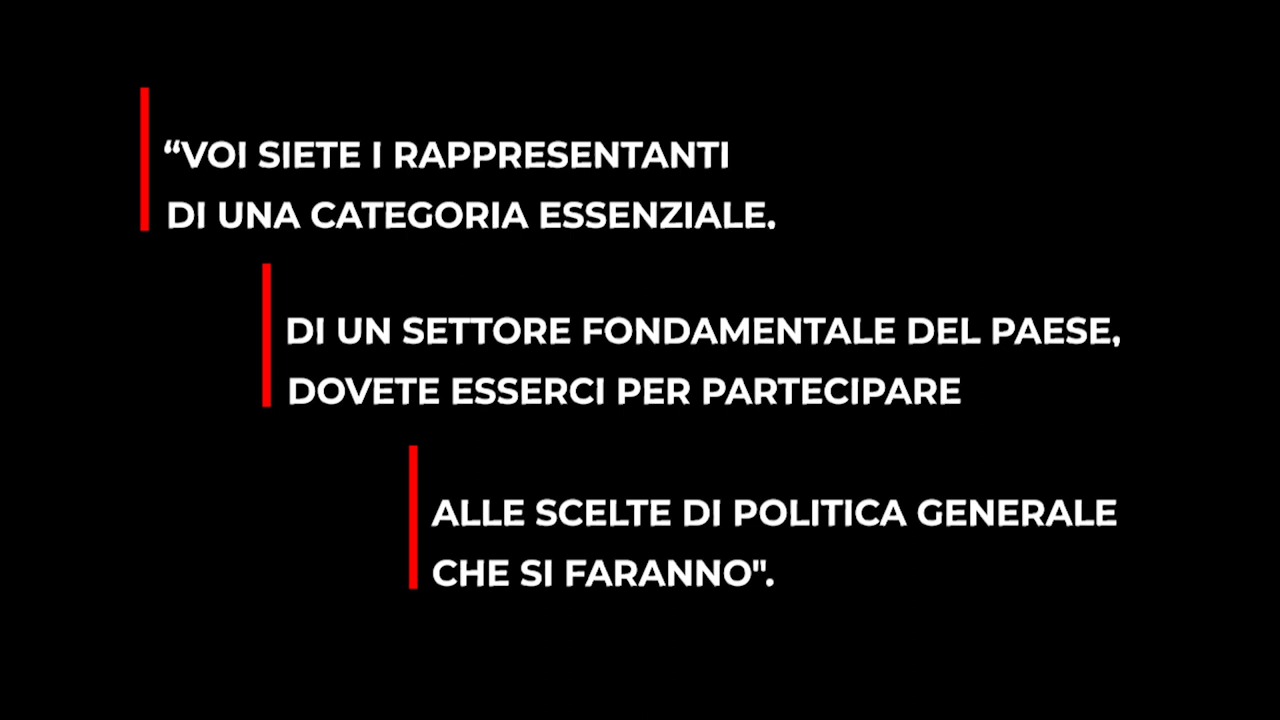 “VOI SIETE I RAPPRESENTANTI
DI UNA CATEGORIA ESSENZIALE.
DI UN SETTORE FONDAMENTALE DEL PAESE,
DOVETE ESSERCI PER PARTECIPARE
ALLE SCELTE DI POLITICA GENERALE
CHE SI FARANNO".